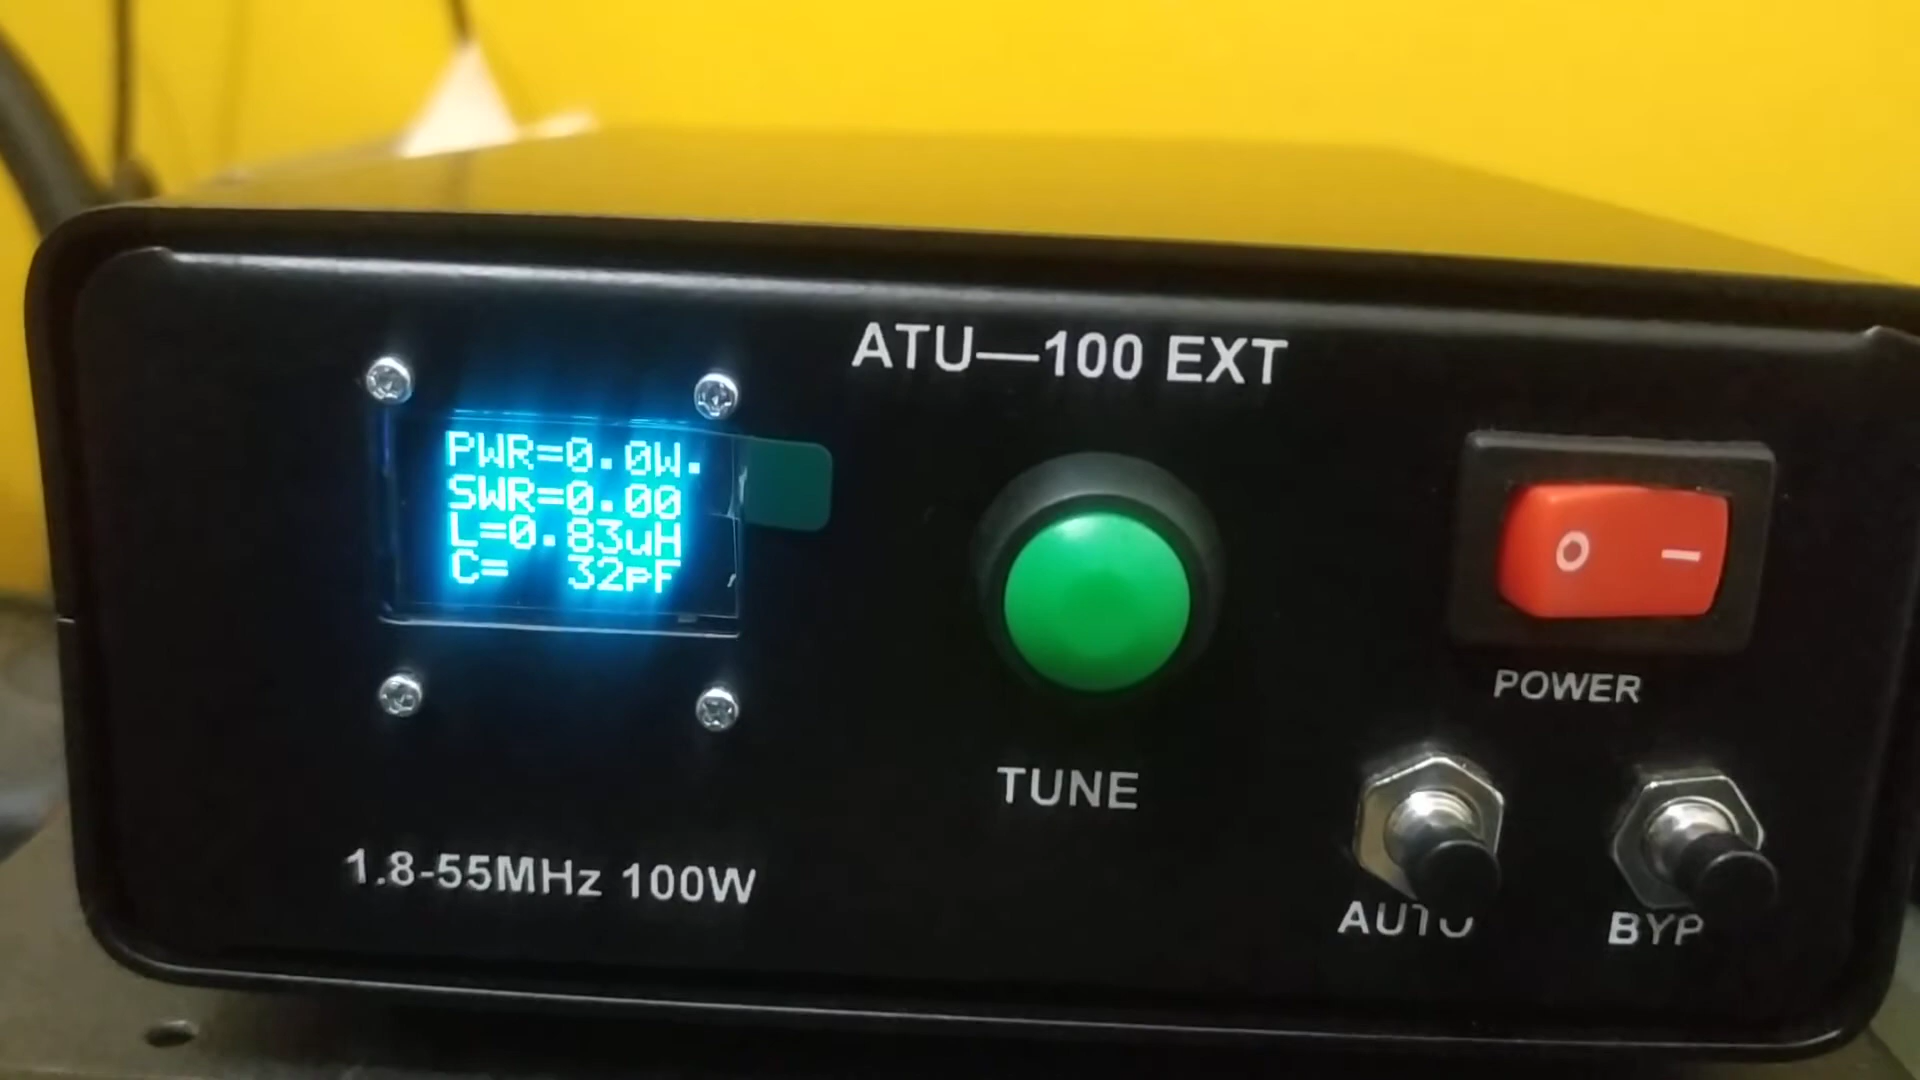 ATU—100 EXT
PWR=0.0W.
SWR=0.00
L=0.83uH
C= 32pF
O —
POWER
TUNE
1.8-55MHz 100W
AUTO
BYP